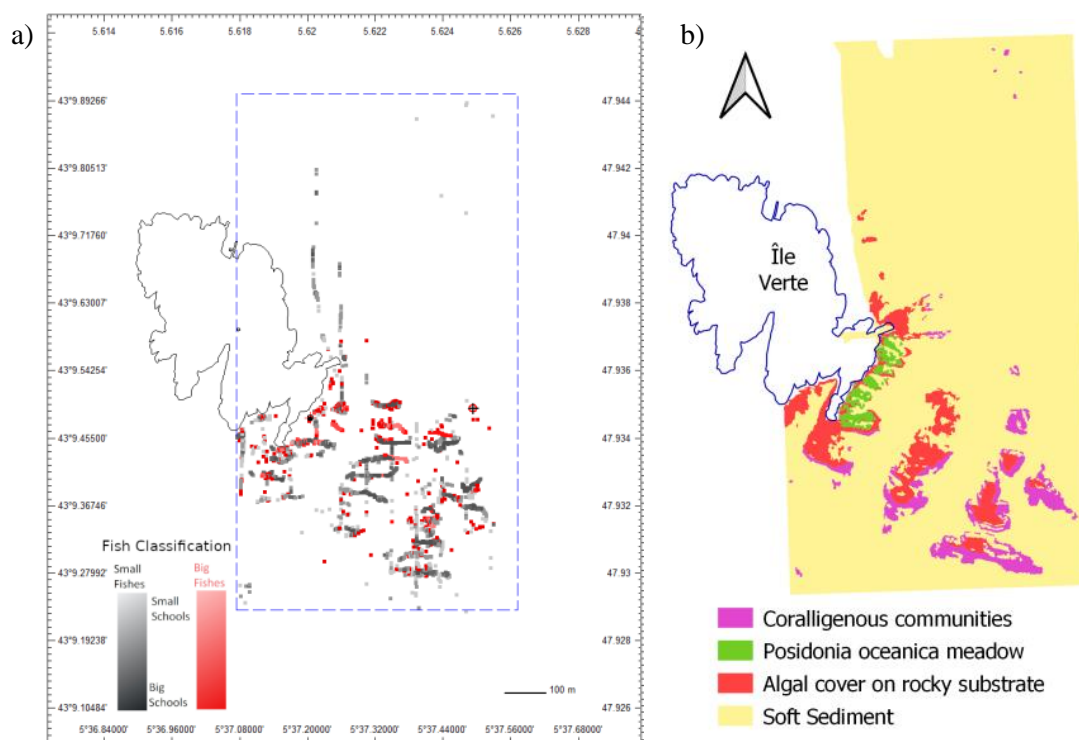 a)
5.614 5.616 5.618 5.62 5.622 5.624 5.626 5.628
43°9.89266
43°9.80513
43°9.71760
43°9.63007
43°9.54254
43°9.45500
43°9.36746
43°9.27992
43°9.19238
43°9.10484
47.944
47.942
47.94
47.938
47.936
47.934
47.932
47.93
47.928
47.926
Fish Classification
Small Fishes
Big Fishes
Small Schools
Big Schools
100 m
5°36.84000 5°36.96000 5°37.08000 5°37.20000 5°37.32000 5°37.44000 5°37.56000 5°37.68000
b)
Île
Verte
Coralligenous communities
Posidonia oceanica meadow
Algal cover on rocky substrate
Soft Sediment